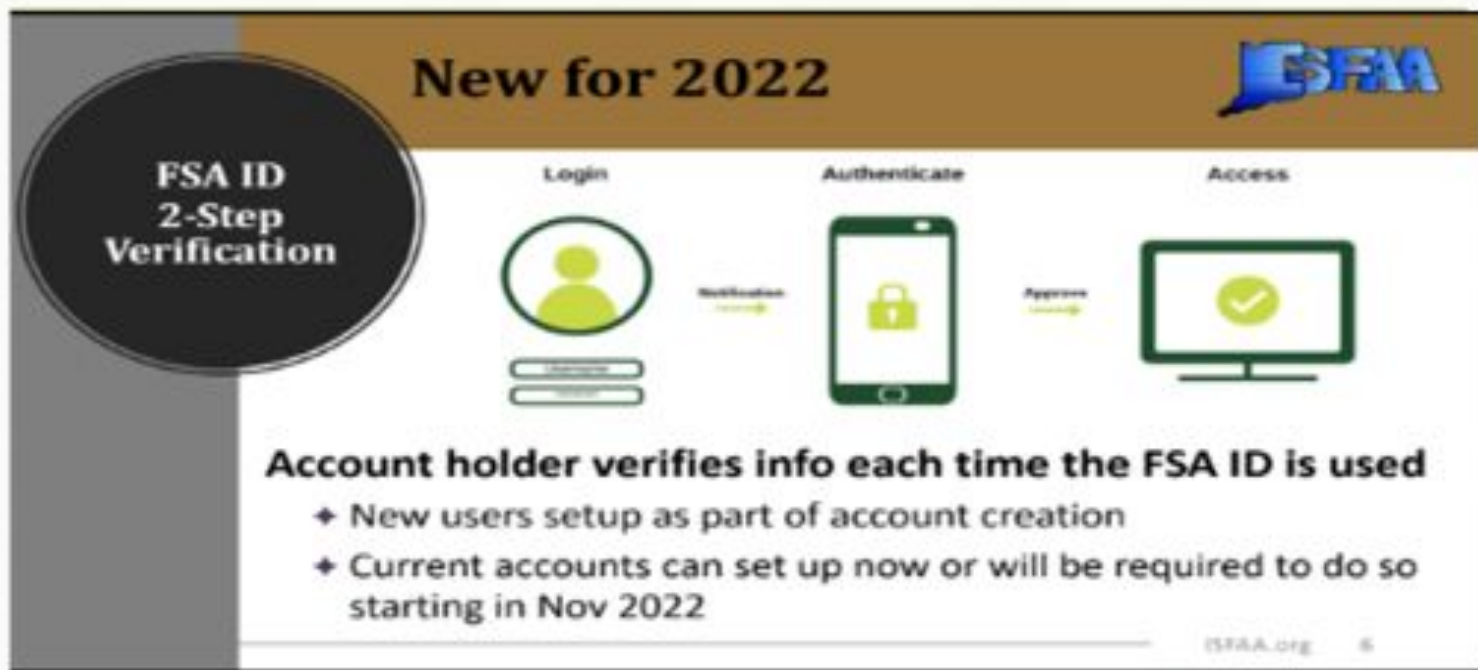 New for 2022
ISFAA
FSA ID
2-Step
Verification
Login
Authenticate
Access
Notification
Approve
Username
Account holder verifies info each time the FSA ID is used
New users setup as part of account creation
Current accounts can set up now or will be required to do so
starting in Nov 2022
ISFAA.org 6